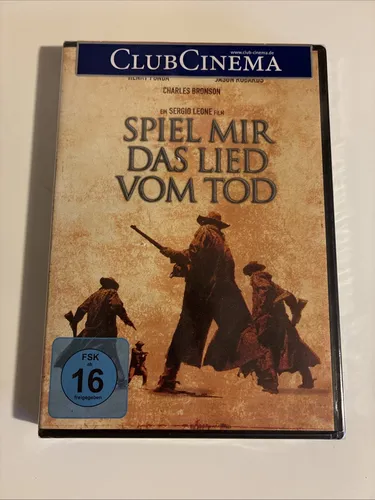 www.club-cinema.de
CLUBCINEMA
HENRY FONDA JASON ROBARDS
CHARLES BRONSON
EIN SERGIO LEONE FILM
SPIEL MIR
DAS LIED
VOM TOD
FSK
ab
16
freigegeben